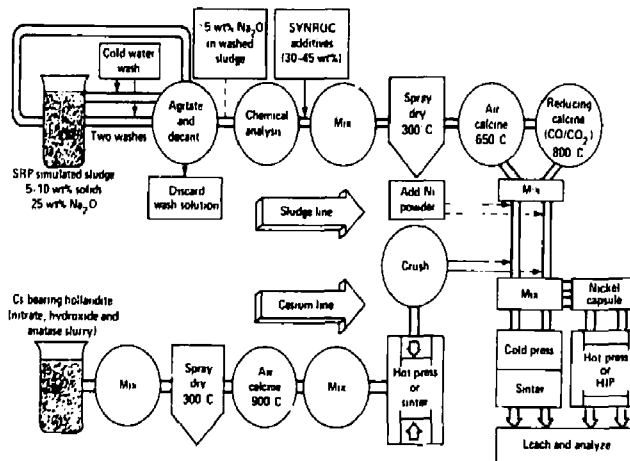 Cold water
wash
5 wt% Na2O
in washed
sludge
SYNROC
additives
(30-45 wt%)
Agitate
and
decant
Chemical
analysis
Mix
Spray
dry
300°C
Air
calcine
650 C
Reducing
calcine
(CO/CO2)
800 C
Two washes
SRP simulated sludge
5-10 wt% solids
25 wt% Na2O
Discard
wash solution
Sludge line
Add Ni
powder
Mix
Crush
Cs bearing hollandite
(nitrate, hydroxide and
anatase slurry)
Cesium line
Mix
Nickel
capsule
Mix
Spray
dry
300 C
Air
calcine
900 C
Mix
Hot press
or
sinter
Cold press
Sinter
Hot press
or
HIP
Leach and analyze